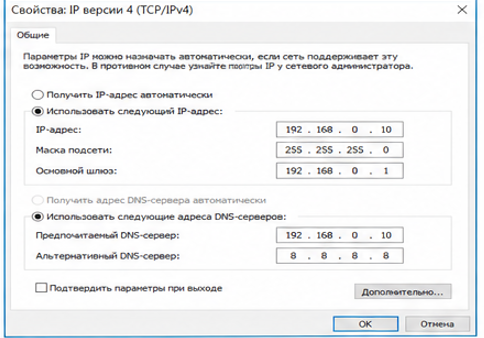 Свойства: IP версии 4 (TCP/IPv4)
Общие
Параметры IP можно назначать автоматически, если сеть поддерживает эту
возможность. В противном случае узнайте IP у сетевого администратора.
Получить IP-адрес автоматически
Использовать следующий IP-адрес:
IP-адрес: 192 . 168 . 0 . 10
Маска подсети: 255 . 255 . 255 . 0
Основной шлюз: 192 . 168 . 0 . 1
Получить адрес DNS-сервера автоматически
Использовать следующие адреса DNS-серверов:
Предпочитаемый DNS-сервер: 192 . 168 . 0 . 10
Альтернативный DNS-сервер: 8 . 8 . 8 . 8
Подтвердить параметры при выходе
Дополнительно...
OK Отмена